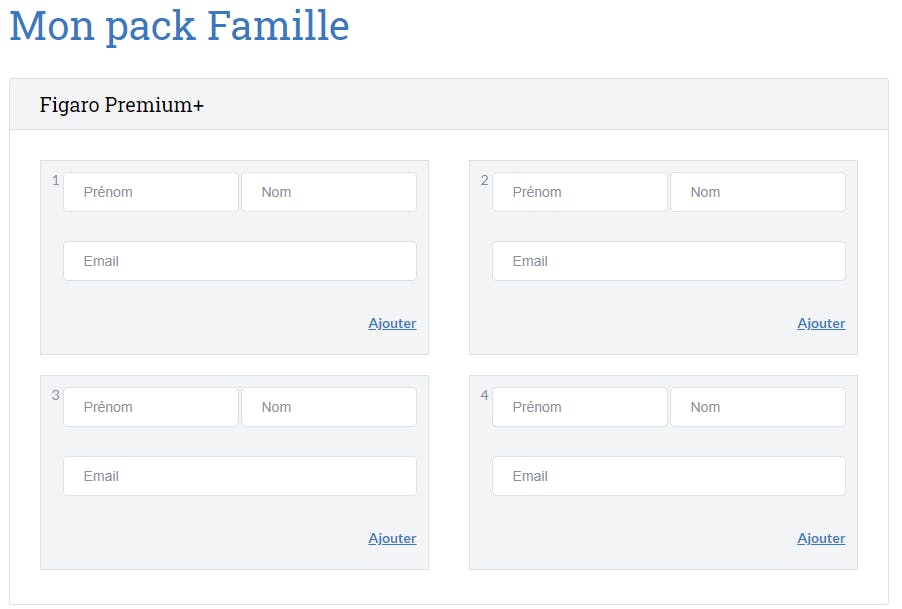 Mon pack Famille
Figaro Premium+
1 Prénom Nom
Email
Ajouter
2 Prénom Nom
Email
Ajouter
3 Prénom Nom
Email
Ajouter
4 Prénom Nom
Email
Ajouter